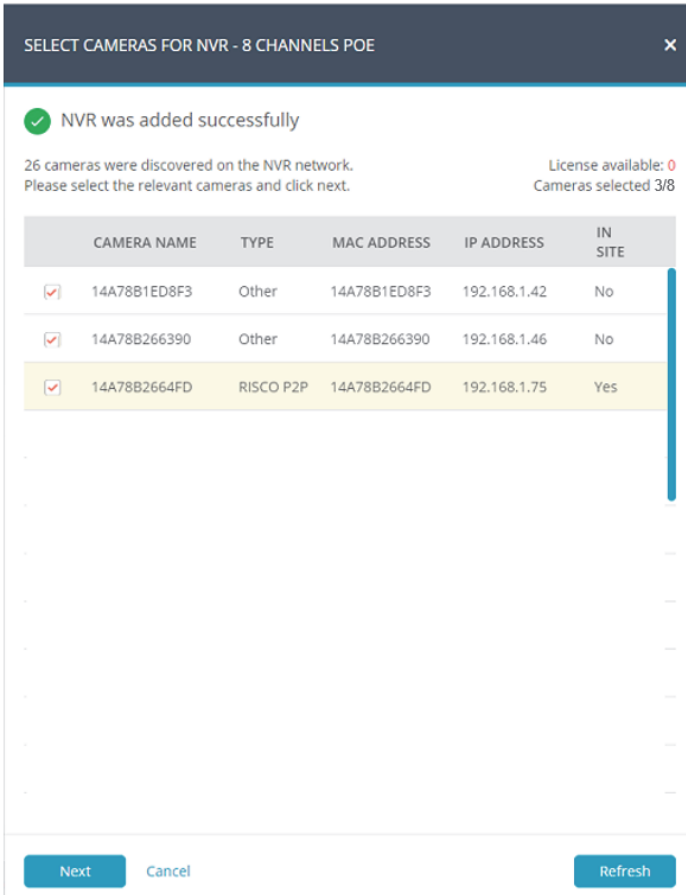 SELECT CAMERAS FOR NVR - 8 CHANNELS POE
NVR was added successfully
26 cameras were discovered on the NVR network.
Please select the relevant cameras and click next.
License available: 0
Cameras selected 3/8
CAMERA NAME TYPE MAC ADDRESS IP ADDRESS IN SITE
14A78B1ED8F3 Other 14A78B1ED8F3 192.168.1.42 No
14A78B266390 Other 14A78B266390 192.168.1.46 No
14A78B2664FD RISCO P2P 14A78B2664FD 192.168.1.75 Yes
Next Cancel Refresh